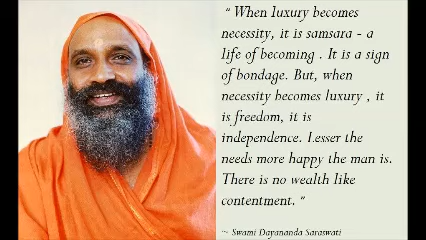 “ When luxury becomes
necessity, it is samsara - a
life of becoming . It is a sign
of bondage. But, when
necessity becomes luxury , it
is freedom, it is
independence. Lesser the
needs more happy the man is.
There is no wealth like
contentment. ”
~ Swami Dayananda Saraswati